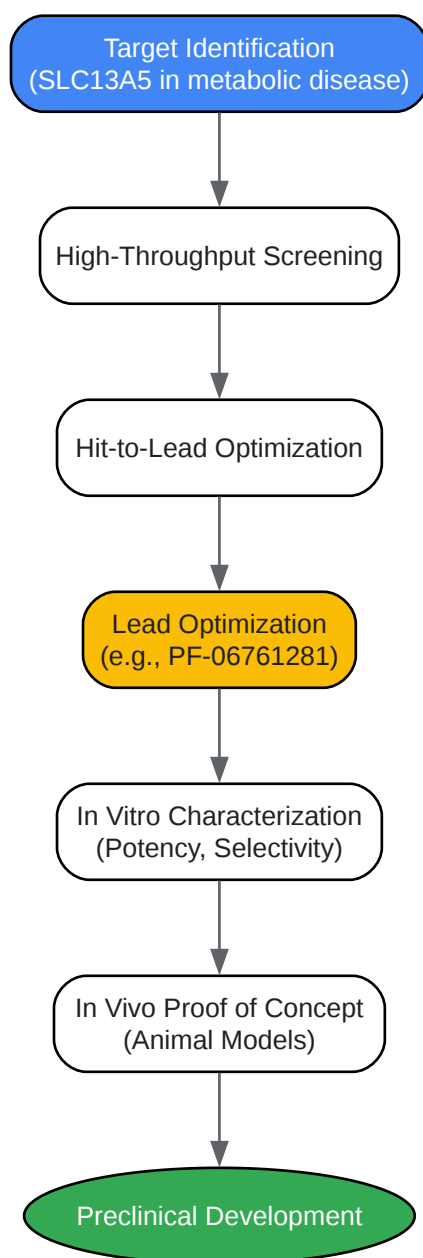 Target Identification
(SLC13A5 in metabolic disease)
High-Throughput Screening
Hit-to-Lead Optimization
Lead Optimization
(e.g., PF-06761281)
In Vitro Characterization
(Potency, Selectivity)
In Vivo Proof of Concept
(Animal Models)
Preclinical Development